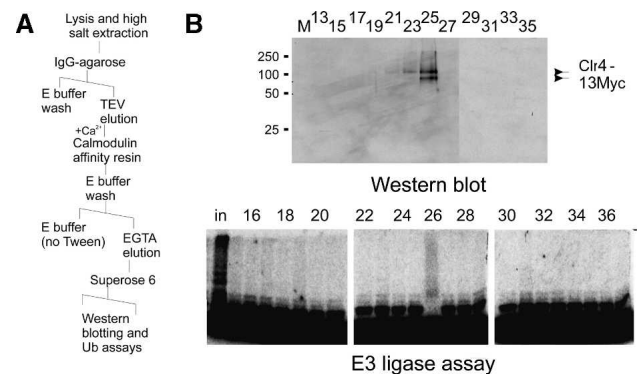 A
Lysis and high
salt extraction
IgG-agarose
E buffer
wash
TEV
elution
+Ca2+
Calmodulin
affinity resin
E buffer
wash
E buffer
(no Tween)
EGTA
elution
Superose 6
Western
blotting and
Ub assays
B
M 13 15 17 19 21 23 25 27 29 31 33 35
250
100
50
25
Clr4 -
13Myc
Western blot
in 16 18 20 22 24 26 28 30 32 34 36
E3 ligase assay